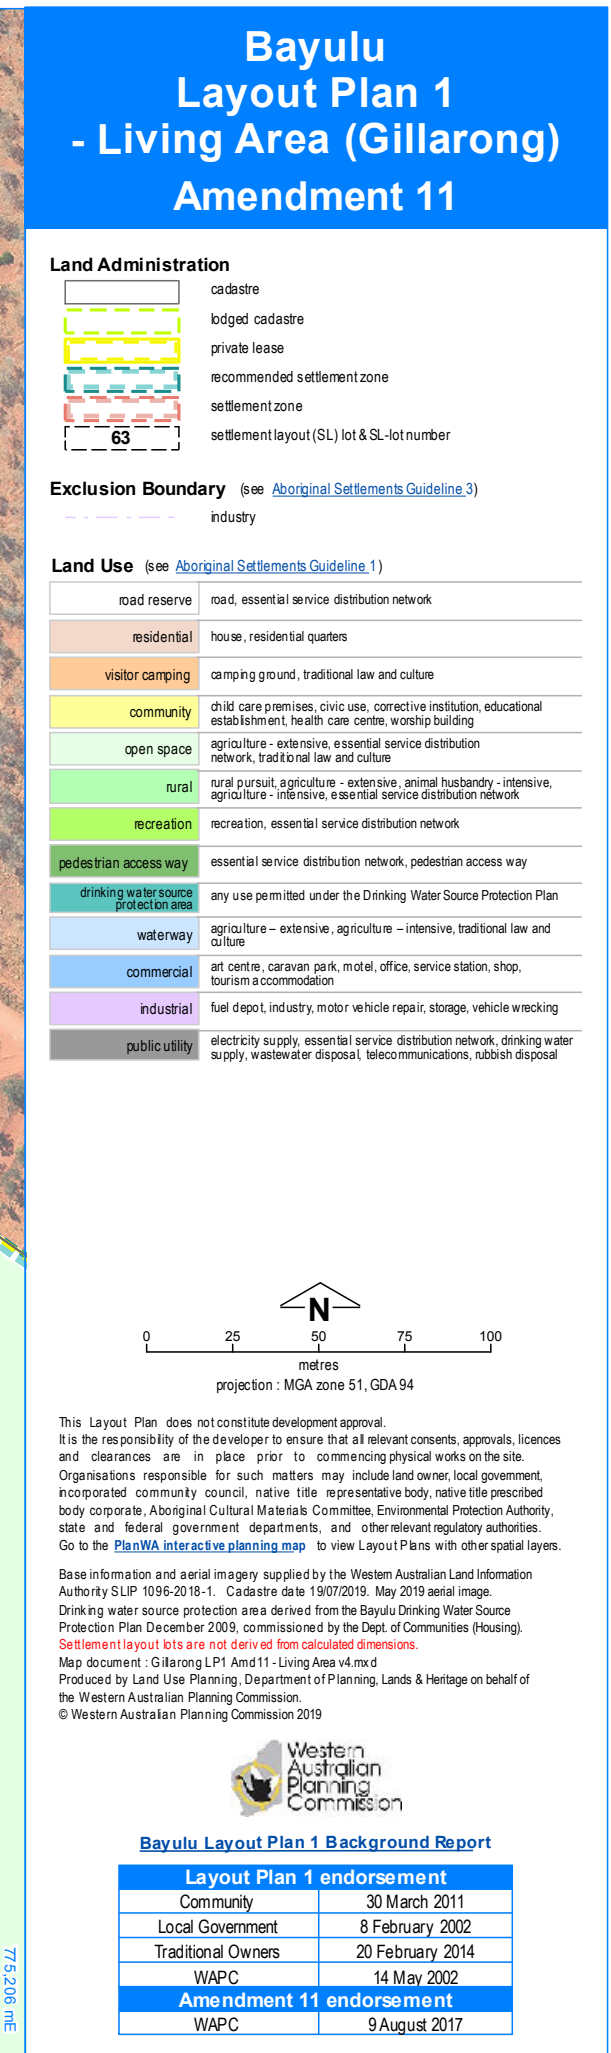 Bayulu
Layout Plan 1
- Living Area (Gillarong)
Amendment 11
Land Administration
cadastre
lodged cadastre
private lease
recommended settlement zone
settlement zone
63 settlement layout (SL) lot & SL-lot number
Exclusion Boundary (see Aboriginal Settlements Guideline 3)
industry
Land Use (see Aboriginal Settlements Guideline 1)
road reserve road, essential service distribution network
residential house, residential quarters
visitor camping camping ground, traditional law and culture
community child care premises, civic use, corrective institution, educational
establishment, health care centre, worship building
open space agriculture - extensive, essential service distribution
network, traditional law and culture
rural rural pursuit, agriculture - extensive, animal husbandry - intensive,
agriculture - intensive, essential service distribution network
recreation recreation, essential service distribution network
pedestrian access way essential service distribution network, pedestrian access way
drinking water source
protection area any use permitted under the Drinking Water Source Protection Plan
waterway agriculture – extensive, agriculture – intensive, traditional law and
culture
commercial art centre, caravan park, motel, office, service station, shop,
tourism accommodation
industrial fuel depot, industry, motor vehicle repair, storage, vehicle wrecking
public utility electricity supply, essential service distribution network, drinking water
supply, wastewater disposal, telecommunications, rubbish disposal
N
0 25 50 75 100
metres
projection : MGA zone 51, GDA 94
This Layout Plan does not constitute development approval.
It is the responsibility of the developer to ensure that all relevant consents, approvals, licences
and clearances are in place prior to commencing physical works on the site.
Organisations responsible for such matters may include land owner, local government,
incorporated community council, native title representative body, native title prescribed
body corporate, Aboriginal Cultural Materials Committee, Environmental Protection Authority,
state and federal government departments, and other relevant regulatory authorities.
Go to the PlanWA interactive planning map to view Layout Plans with other spatial layers.
Base information and aerial imagery supplied by the Western Australian Land Information
Authority SLIP 1096-2018-1. Cadastre date 19/07/2019. May 2019 aerial image.
Drinking water source protection area derived from the Bayulu Drinking Water Source
Protection Plan December 2009, commissioned by the Dept. of Communities (Housing).
Settlement layout lots are not derived from calculated dimensions.
Map document : Gillarong LP1 Amd11 - Living Area v4.mxd
Produced by Land Use Planning, Department of Planning, Lands & Heritage on behalf of
the Western Australian Planning Commission.
© Western Australian Planning Commission 2019
Western
Australian
Planning
Commission
Bayulu Layout Plan 1 Background Report
Layout Plan 1 endorsement
Community 30 March 2011
Local Government 8 February 2002
Traditional Owners 20 February 2014
WAPC 14 May 2002
Amendment 11 endorsement
WAPC 9 August 2017
775,206 mE